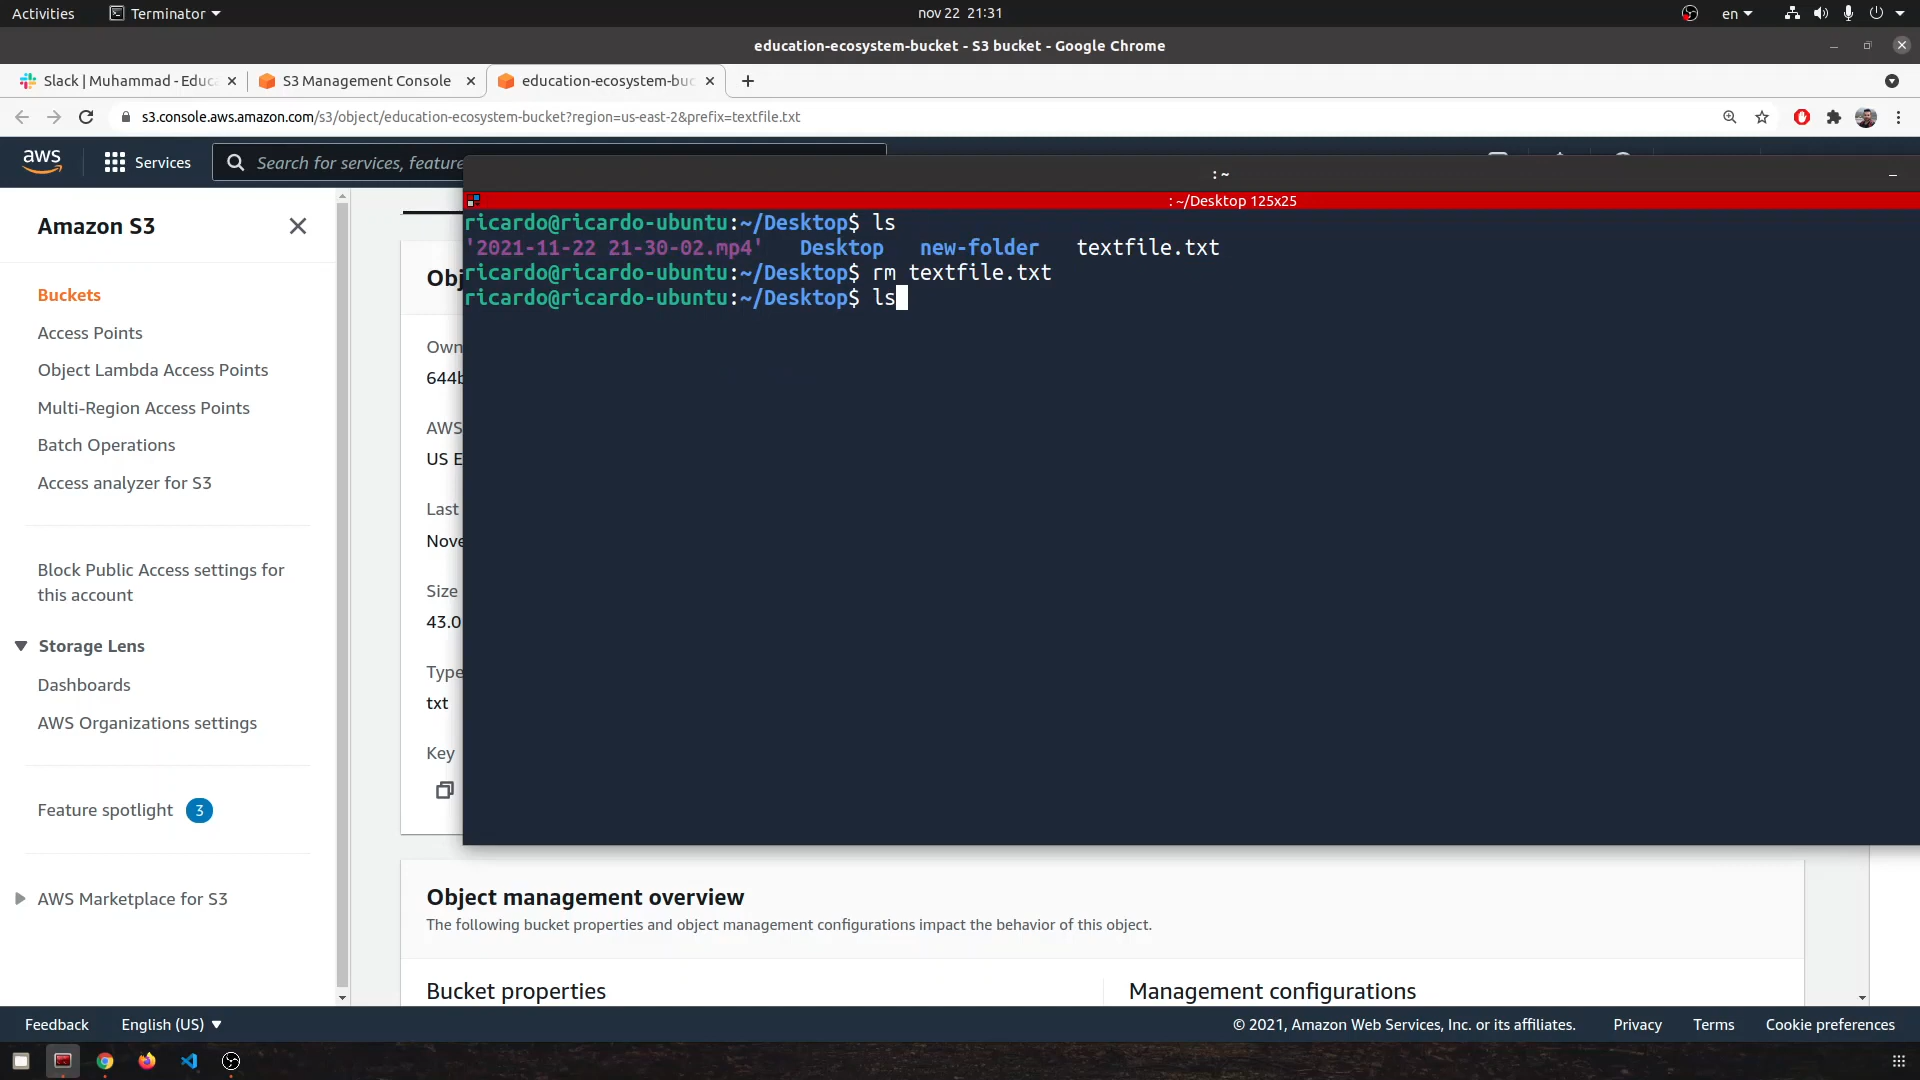 Activities
Terminator
nov 22 21:31
en
education-ecosystem-bucket - S3 bucket - Google Chrome
Slack | Muhammad - Educa
S3 Management Console
education-ecosystem-buc
s3.console.aws.amazon.com/s3/object/education-ecosystem-bucket?region=us-east-2&prefix=textfile.txt
aws
Services
Search for services, feature
: ~
: ~/Desktop 125x25
ricardo@ricardo-ubuntu:~/Desktop$ ls
'2021-11-22 21-30-02.mp4' Desktop new-folder textfile.txt
ricardo@ricardo-ubuntu:~/Desktop$ rm textfile.txt
ricardo@ricardo-ubuntu:~/Desktop$ ls
Amazon S3
Buckets
Access Points
Object Lambda Access Points
Multi-Region Access Points
Batch Operations
Access analyzer for S3
Block Public Access settings for
this account
Storage Lens
Dashboards
AWS Organizations settings
Feature spotlight 3
AWS Marketplace for S3
Obj
Own
644b
AWS
US E
Last
Nove
Size
43.0
Type
txt
Key
Object management overview
The following bucket properties and object management configurations impact the behavior of this object.
Bucket properties
Management configurations
Feedback
English (US)
© 2021, Amazon Web Services, Inc. or its affiliates.
Privacy
Terms
Cookie preferences